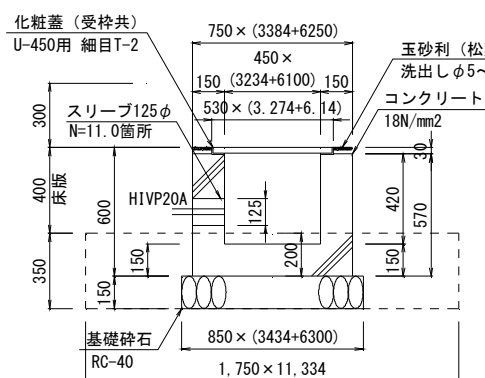 化粧蓋（受枠共）
U-450用 細目T-2
750×(3384+6250)
450×
(3234+6100)
150
150
530×(3.274+6.14)
玉砂利（松
洗出しφ5～
コンクリート
18N/mm2
スリーブ125φ
N=11.0箇所
HIVP20A
300
400
床版
350
600
150
150
125
200
30
420
570
150
基礎砕石
RC-40
850×(3434+6300)
1,750×11,334